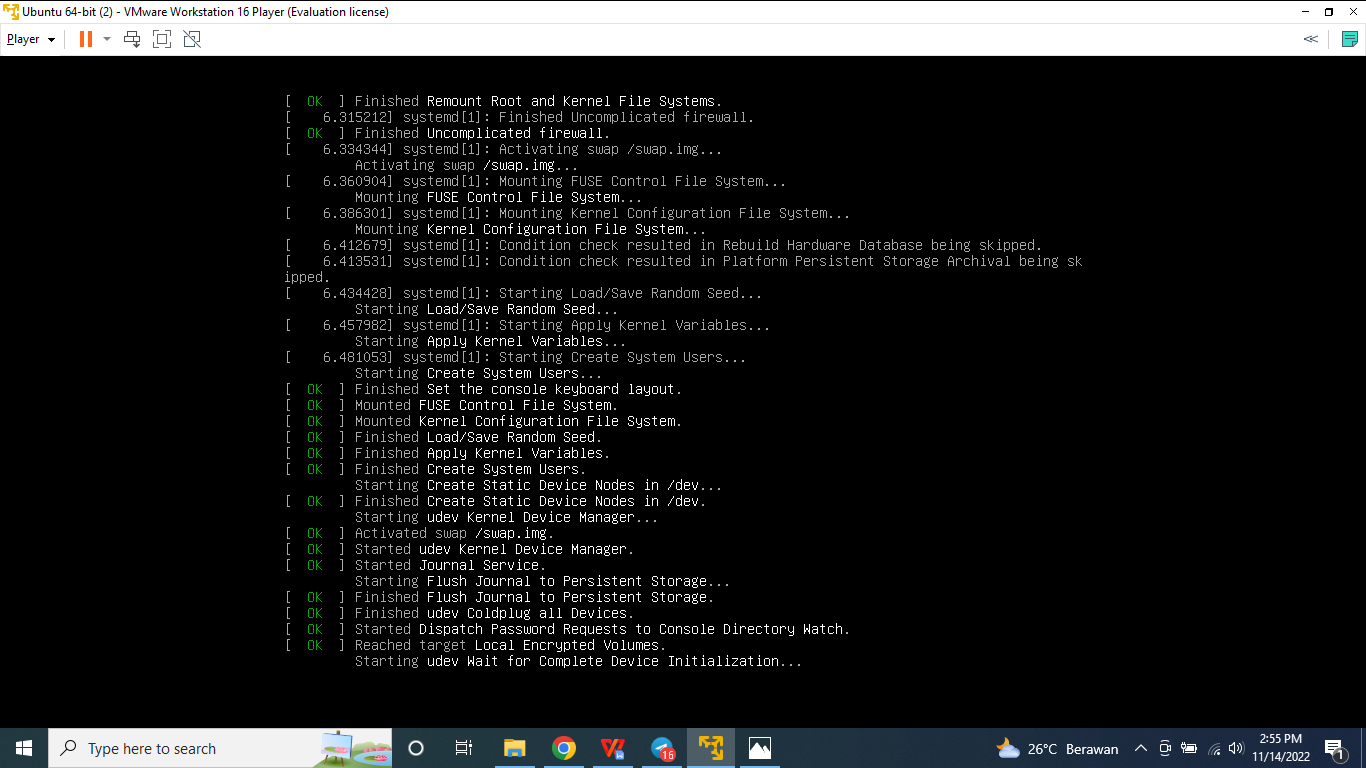 Ubuntu 64-bit (2) - VMware Workstation 16 Player (Evaluation license)
Player
[  OK  ] Finished Remount Root and Kernel File Systems.
[    6.315212] systemd[1]: Finished Uncomplicated firewall.
[  OK  ] Finished Uncomplicated firewall.
[    6.334344] systemd[1]: Activating swap /swap.img...
Activating swap /swap.img...
[    6.360904] systemd[1]: Mounting FUSE Control File System...
Mounting FUSE Control File System...
[    6.386301] systemd[1]: Mounting Kernel Configuration File System...
Mounting Kernel Configuration File System...
[    6.412679] systemd[1]: Condition check resulted in Rebuild Hardware Database being skipped.
[    6.413531] systemd[1]: Condition check resulted in Platform Persistent Storage Archival being sk
ipped.
[    6.434428] systemd[1]: Starting Load/Save Random Seed...
Starting Load/Save Random Seed...
[    6.457982] systemd[1]: Starting Apply Kernel Variables...
Starting Apply Kernel Variables...
[    6.481053] systemd[1]: Starting Create System Users...
Starting Create System Users...
[  OK  ] Finished Set the console keyboard layout.
[  OK  ] Mounted FUSE Control File System.
[  OK  ] Mounted Kernel Configuration File System.
[  OK  ] Finished Load/Save Random Seed.
[  OK  ] Finished Apply Kernel Variables.
[  OK  ] Finished Create System Users.
Starting Create Static Device Nodes in /dev...
[  OK  ] Finished Create Static Device Nodes in /dev.
Starting udev Kernel Device Manager...
[  OK  ] Activated swap /swap.img.
[  OK  ] Started udev Kernel Device Manager.
[  OK  ] Started Journal Service.
Starting Flush Journal to Persistent Storage...
[  OK  ] Finished Flush Journal to Persistent Storage.
[  OK  ] Finished udev Coldplug all Devices.
[  OK  ] Started Dispatch Password Requests to Console Directory Watch.
[  OK  ] Reached target Local Encrypted Volumes.
Starting udev Wait for Complete Device Initialization...
Type here to search
16
26°C Berawan
2:55 PM
11/14/2022
1